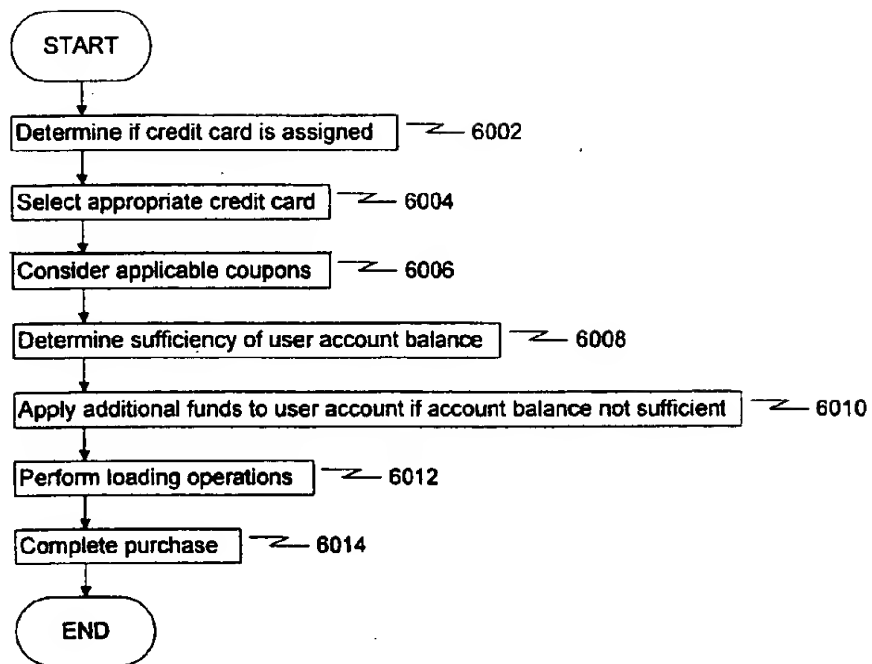 START
Determine if credit card is assigned 6002
Select appropriate credit card 6004
Consider applicable coupons 6006
Determine sufficiency of user account balance 6008
Apply additional funds to user account if account balance not sufficient 6010
Perform loading operations 6012
Complete purchase 6014
END